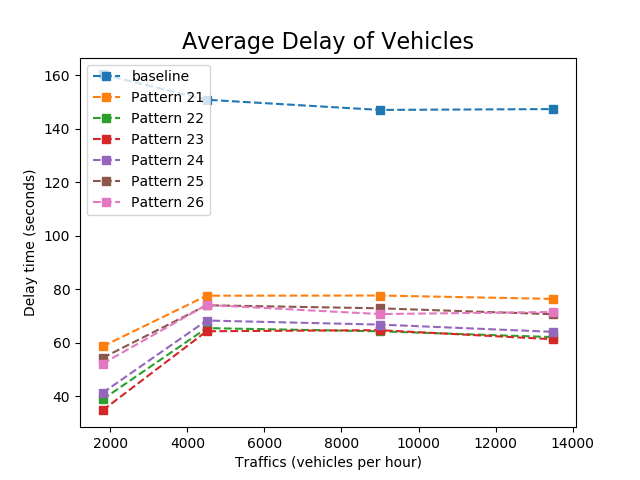 Average Delay of Vehicles
Delay time (seconds)
160
140
120
100
80
60
40
baseline
Pattern 21
Pattern 22
Pattern 23
Pattern 24
Pattern 25
Pattern 26
2000 4000 6000 8000 10000 12000 14000
Traffics (vehicles per hour)